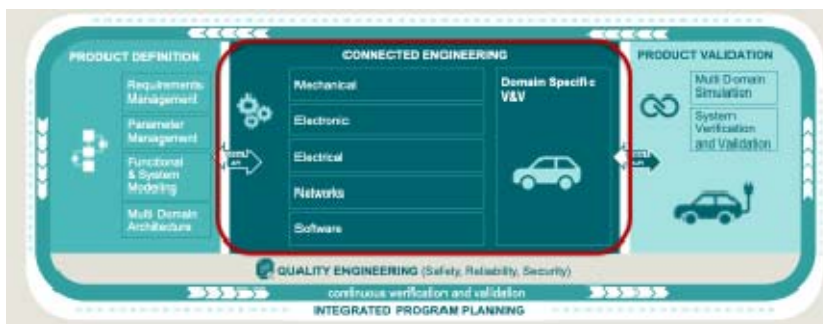 PRODUCT DEFINITION
Requirements
Management
Parameter
Management
Functional
& System
Modeling
Multi Domain
Architecture
CONNECTED ENGINEERING
Mechanical
Electronic
Electrical
Networks
Software
Domain Specific
V&V
PRODUCT VALIDATION
Multi Domain
Simulation
System
Verification
and Validation
QUALITY ENGINEERING (Safety, Reliability, Security)
continuous verification and validation
INTEGRATED PROGRAM PLANNING